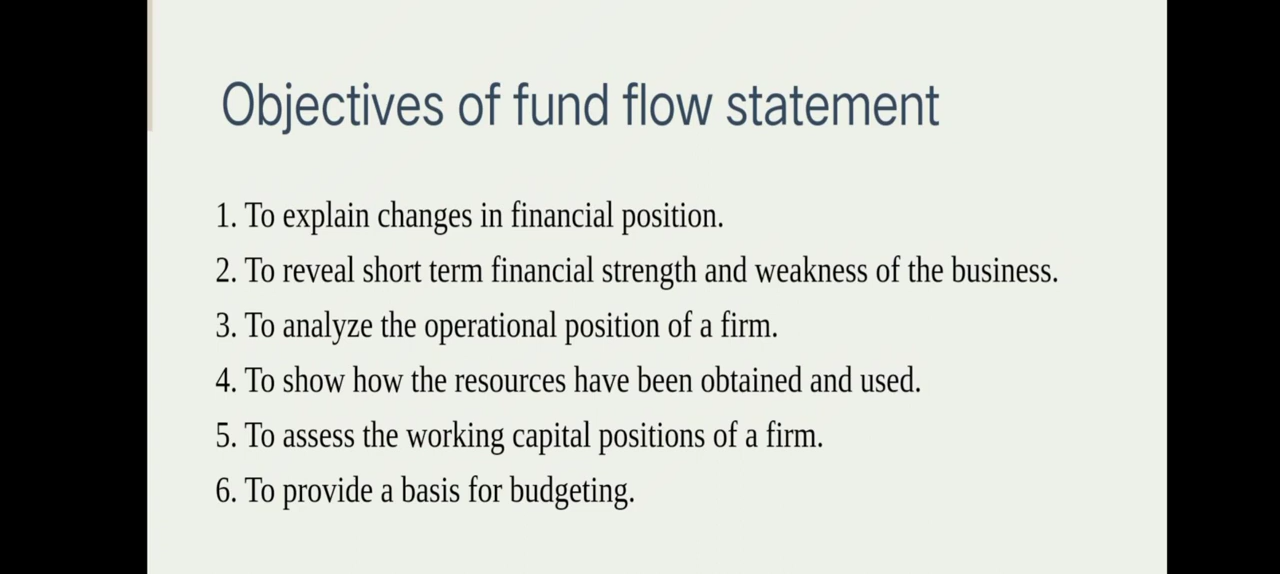 Objectives of fund flow statement
1. To explain changes in financial position.
2. To reveal short term financial strength and weakness of the business.
3. To analyze the operational position of a firm.
4. To show how the resources have been obtained and used.
5. To assess the working capital positions of a firm.
6. To provide a basis for budgeting.